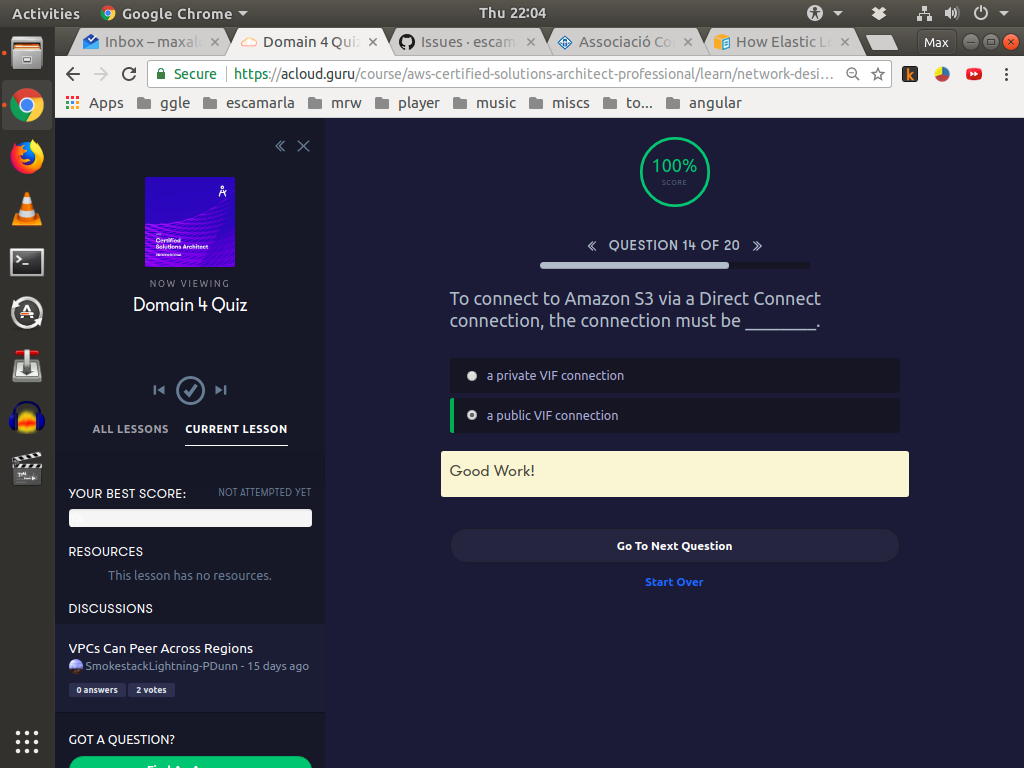 Activities
Google Chrome
Thu 22:04
Inbox – maxal
Domain 4 Quiz
Issues · escam
Associació Co
How Elastic Lo
Max
Secure
https://acloud.guru/course/aws-certified-solutions-architect-professional/learn/network-desi...
Apps
ggle
escamarla
mrw
player
music
miscs
to...
angular
Certified
Solutions Architect
NOW VIEWING
Domain 4 Quiz
ALL LESSONS
CURRENT LESSON
YOUR BEST SCORE:
NOT ATTEMPTED YET
RESOURCES
This lesson has no resources.
DISCUSSIONS
VPCs Can Peer Across Regions
SmokestackLightning-PDunn - 15 days ago
0 answers
2 votes
GOT A QUESTION?
100%
SCORE
« QUESTION 14 OF 20 »
To connect to Amazon S3 via a Direct Connect
connection, the connection must be ________.
a private VIF connection
a public VIF connection
Good Work!
Go To Next Question
Start Over